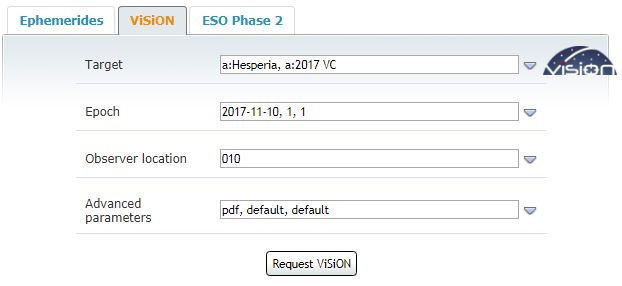 Ephemerides ViSiON ESO Phase 2
Target a:Hesperia, a:2017 VC ViSiON
Epoch 2017-11-10, 1, 1
Observer location 010
Advanced
parameters pdf, default, default
Request ViSiON